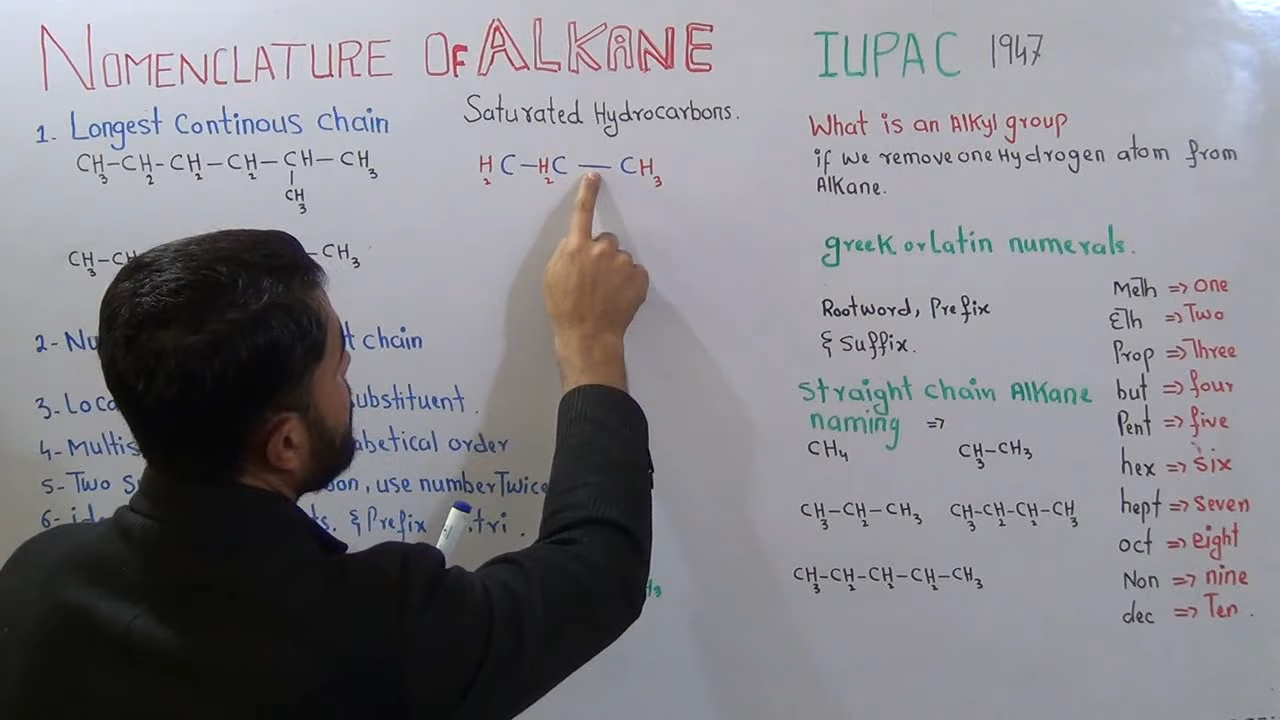 NOMENCLATURE OF ALKANE
1. Longest Continous Chain
CH3-CH2-CH2-CH2-CH-CH3
|
CH3
CH3-CH -CH3
2- Nu t chain
3. Loca ubstituent.
4- Multis abetical order
5- Two S on, use number Twice
6- ide ts. & Prefix tri.
H3
Saturated Hydrocarbons.
H2C-H2C — CH3
IUPAC 1947
What is an Alkyl group
if we remove one Hydrogen atom from
Alkane.
greek or Latin numerals.
Rootword, Prefix
& Suffix.
Straight chain Alkane
naming =>
CH4 CH3-CH3
CH3-CH2-CH3 CH3-CH2-CH2-CH3
CH3-CH2-CH2-CH2-CH3
Meth => one
Eth => Two
Prop => Three
but => four
Pent => five
hex => six
hept => seven
oct => eight
Non => nine
dec => Ten.